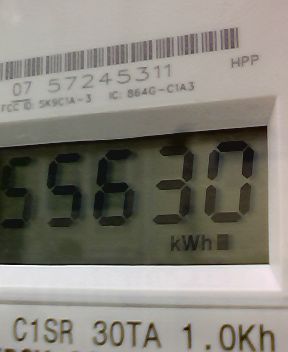 HPP
07 57245311
FCC ID: SK9C1A-3 IC: 864G-C1A3
55630
kWh
C1SR 30TA 1.0Kh